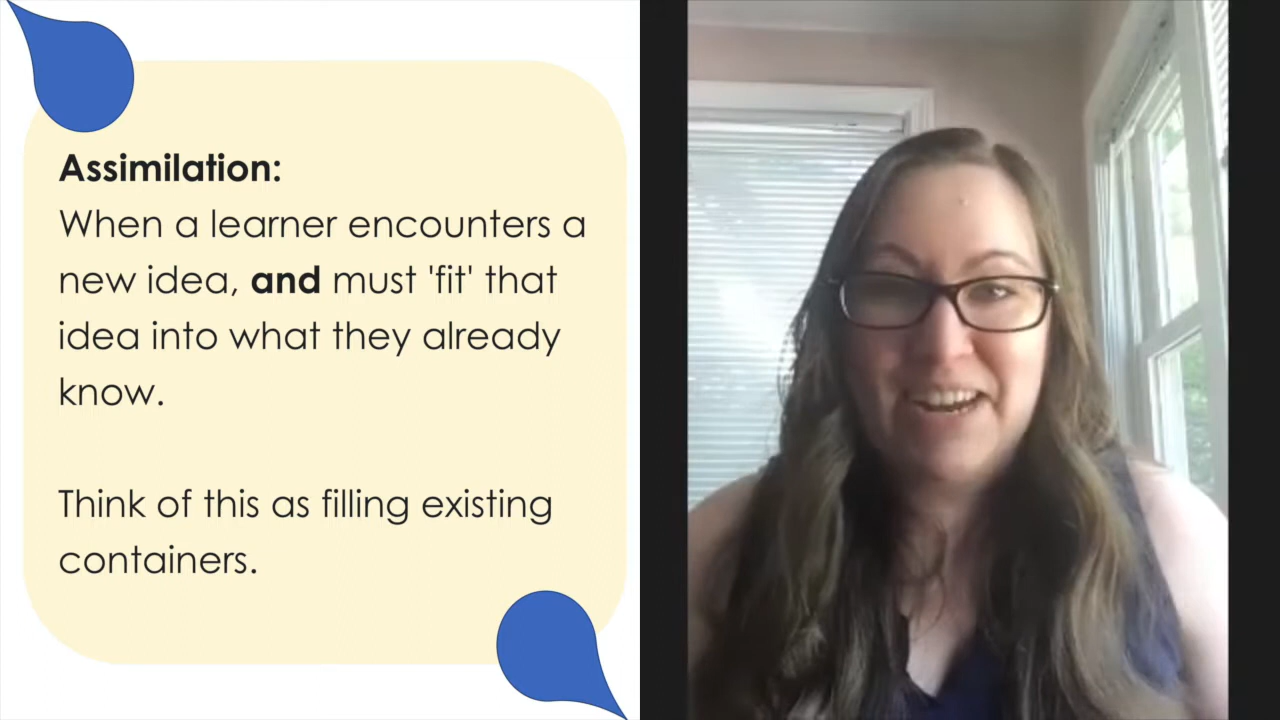 Assimilation:
When a learner encounters a
new idea, and must 'fit' that
idea into what they already
know.
Think of this as filling existing
containers.